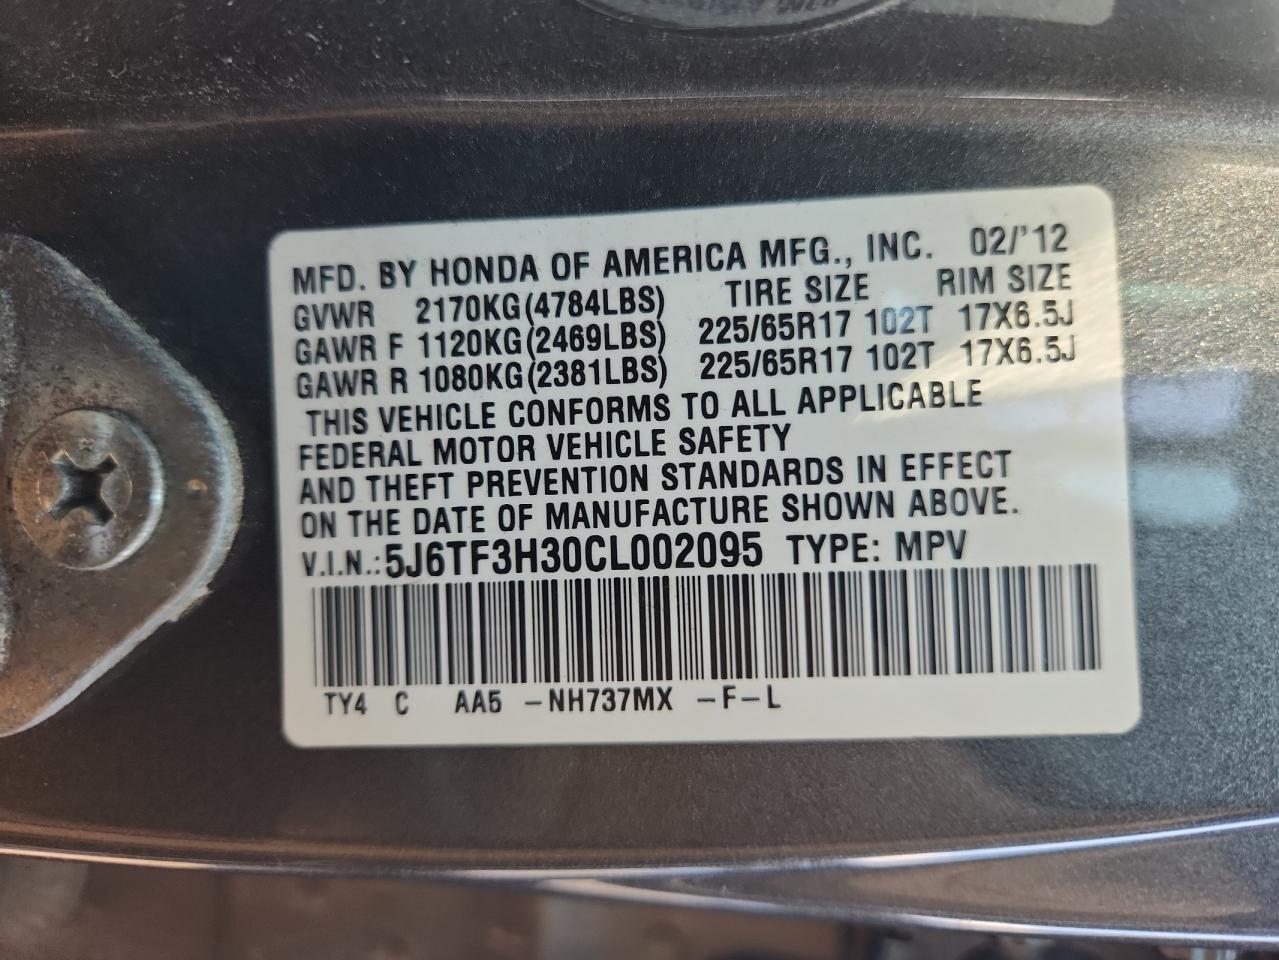 MFD. BY HONDA OF AMERICA MFG., INC. 02/'12
GVWR 2170KG(4784LBS) TIRE SIZE RIM SIZE
GAWR F 1120KG(2469LBS) 225/65R17 102T 17X6.5J
GAWR R 1080KG(2381LBS) 225/65R17 102T 17X6.5J
THIS VEHICLE CONFORMS TO ALL APPLICABLE
FEDERAL MOTOR VEHICLE SAFETY
AND THEFT PREVENTION STANDARDS IN EFFECT
ON THE DATE OF MANUFACTURE SHOWN ABOVE.
V.I.N.: 5J6TF3H30CL002095 TYPE: MPV
TY4 C AA5 -NH737MX -F-L